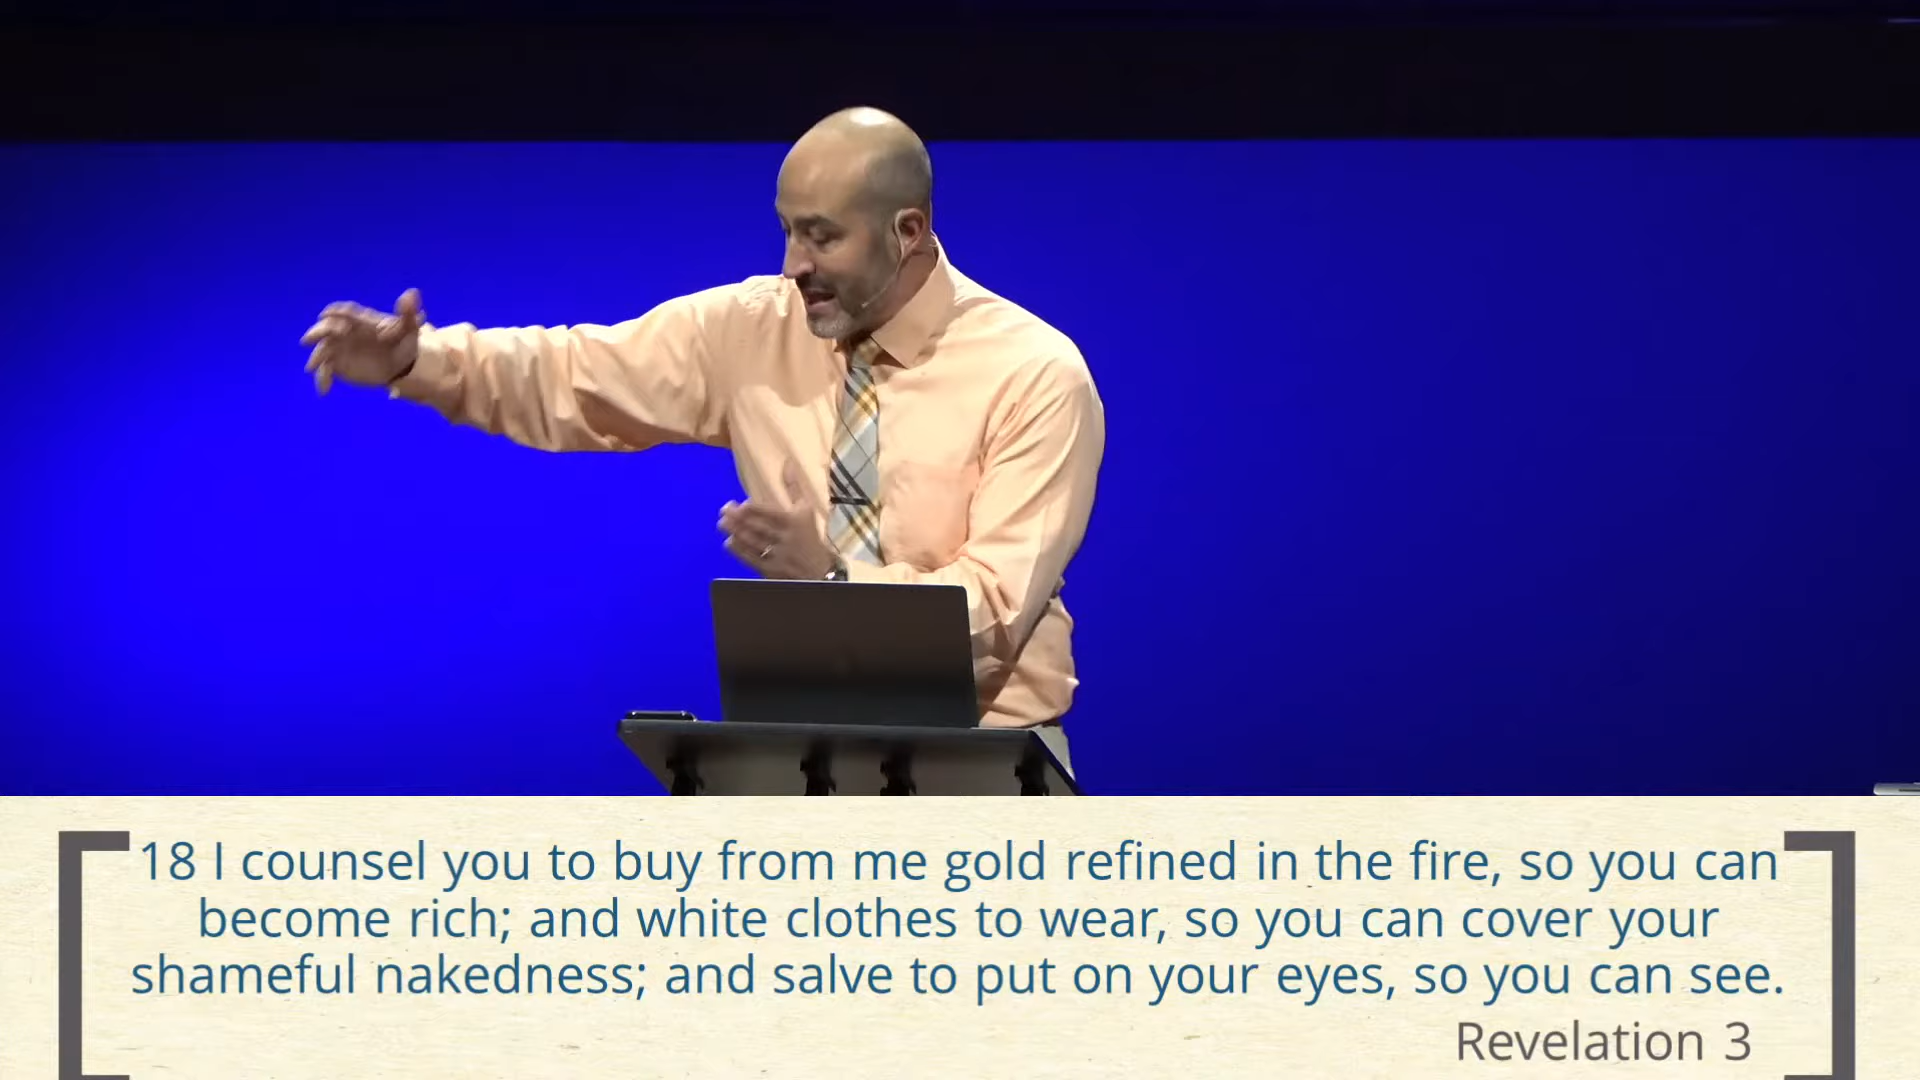 18 I counsel you to buy from me gold refined in the fire, so you can
become rich; and white clothes to wear, so you can cover your
shameful nakedness; and salve to put on your eyes, so you can see.
Revelation 3